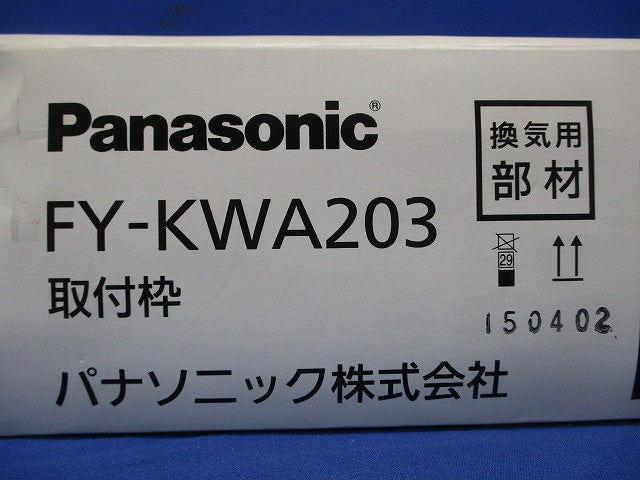 Panasonic®
FY-KWA203
取付枠
パナソニック株式会社
換気用
部材
29
150402